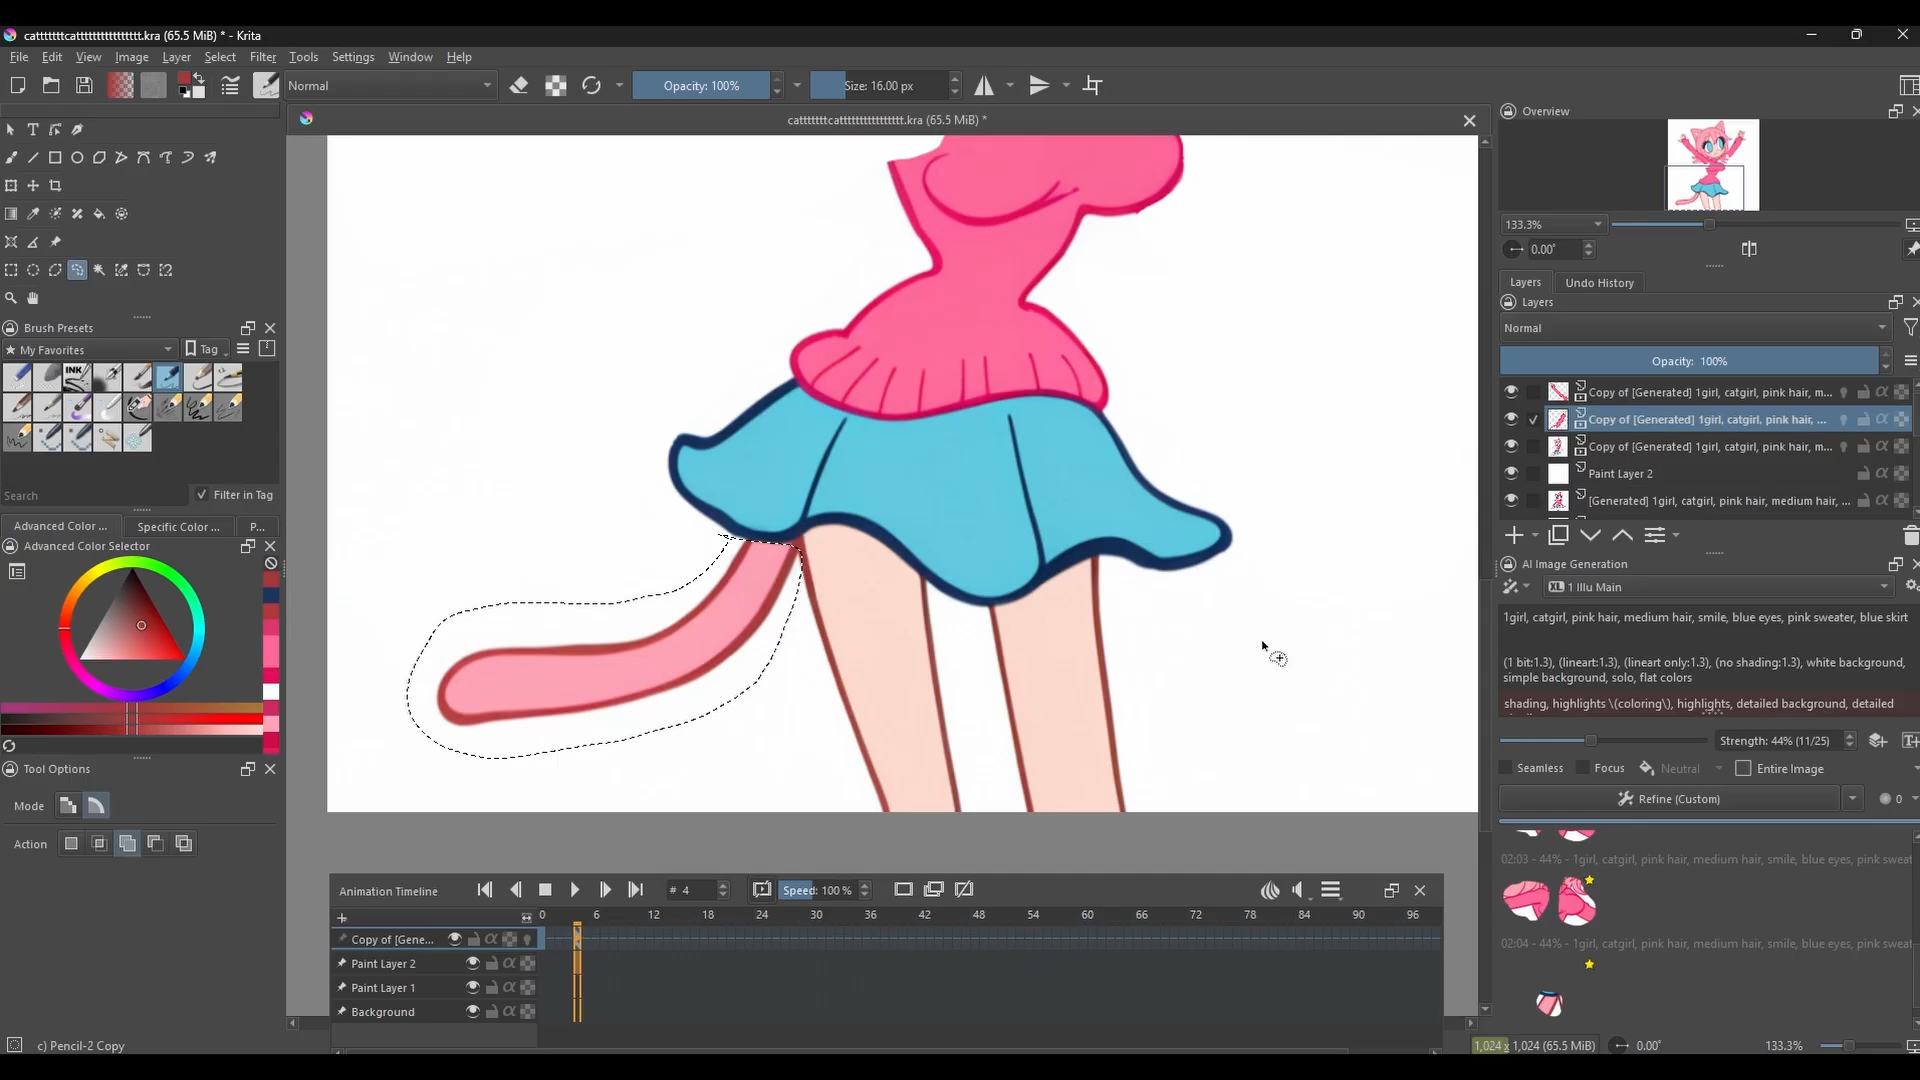 catttttttcatttttttttttttttttt.kra (65.5 MiB) * - Krita
File Edit View Image Layer Select Filter Tools Settings Window Help
Normal
Opacity: 100%
Size: 16.00 px
catttttttcatttttttttttttttttt.kra (65.5 MiB) *
Overview
133.3%
0.00°
Layers Undo History
Layers
Normal
Opacity: 100%
Copy of [Generated] 1girl, catgirl, pink hair, m...
Copy of [Generated] 1girl, catgirl, pink hair, ...
Copy of [Generated] 1girl, catgirl, pink hair, m...
Paint Layer 2
[Generated] 1girl, catgirl, pink hair, medium hair, ...
Brush Presets
★ My Favorites
Tag
INK
Search
Filter in Tag
Advanced Color ... Specific Color ... P...
Advanced Color Selector
Tool Options
Mode
Action
AI Image Generation
XL 1 Illu Main
1girl, catgirl, pink hair, medium hair, smile, blue eyes, pink sweater, blue skirt
(1 bit:1.3), (lineart:1.3), (lineart only:1.3), (no shading:1.3), white background,
simple background, solo, flat colors
shading, highlights \(coloring\), highlights, detailed background, detailed
Strength: 44% (11/25)
Seamless Focus Neutral Entire Image
Refine (Custom)
0
02:03 - 44% - 1girl, catgirl, pink hair, medium hair, smile, blue eyes, pink sweat
02:04 - 44% - 1girl, catgirl, pink hair, medium hair, smile, blue eyes, pink sweat
Animation Timeline
# 4
Speed: 100 %
0 6 12 18 24 30 36 42 48 54 60 66 72 78 84 90 96
Copy of [Gene...
Paint Layer 2
Paint Layer 1
Background
c) Pencil-2 Copy
1,024 x 1,024 (65.5 MiB)
0.00°
133.3%